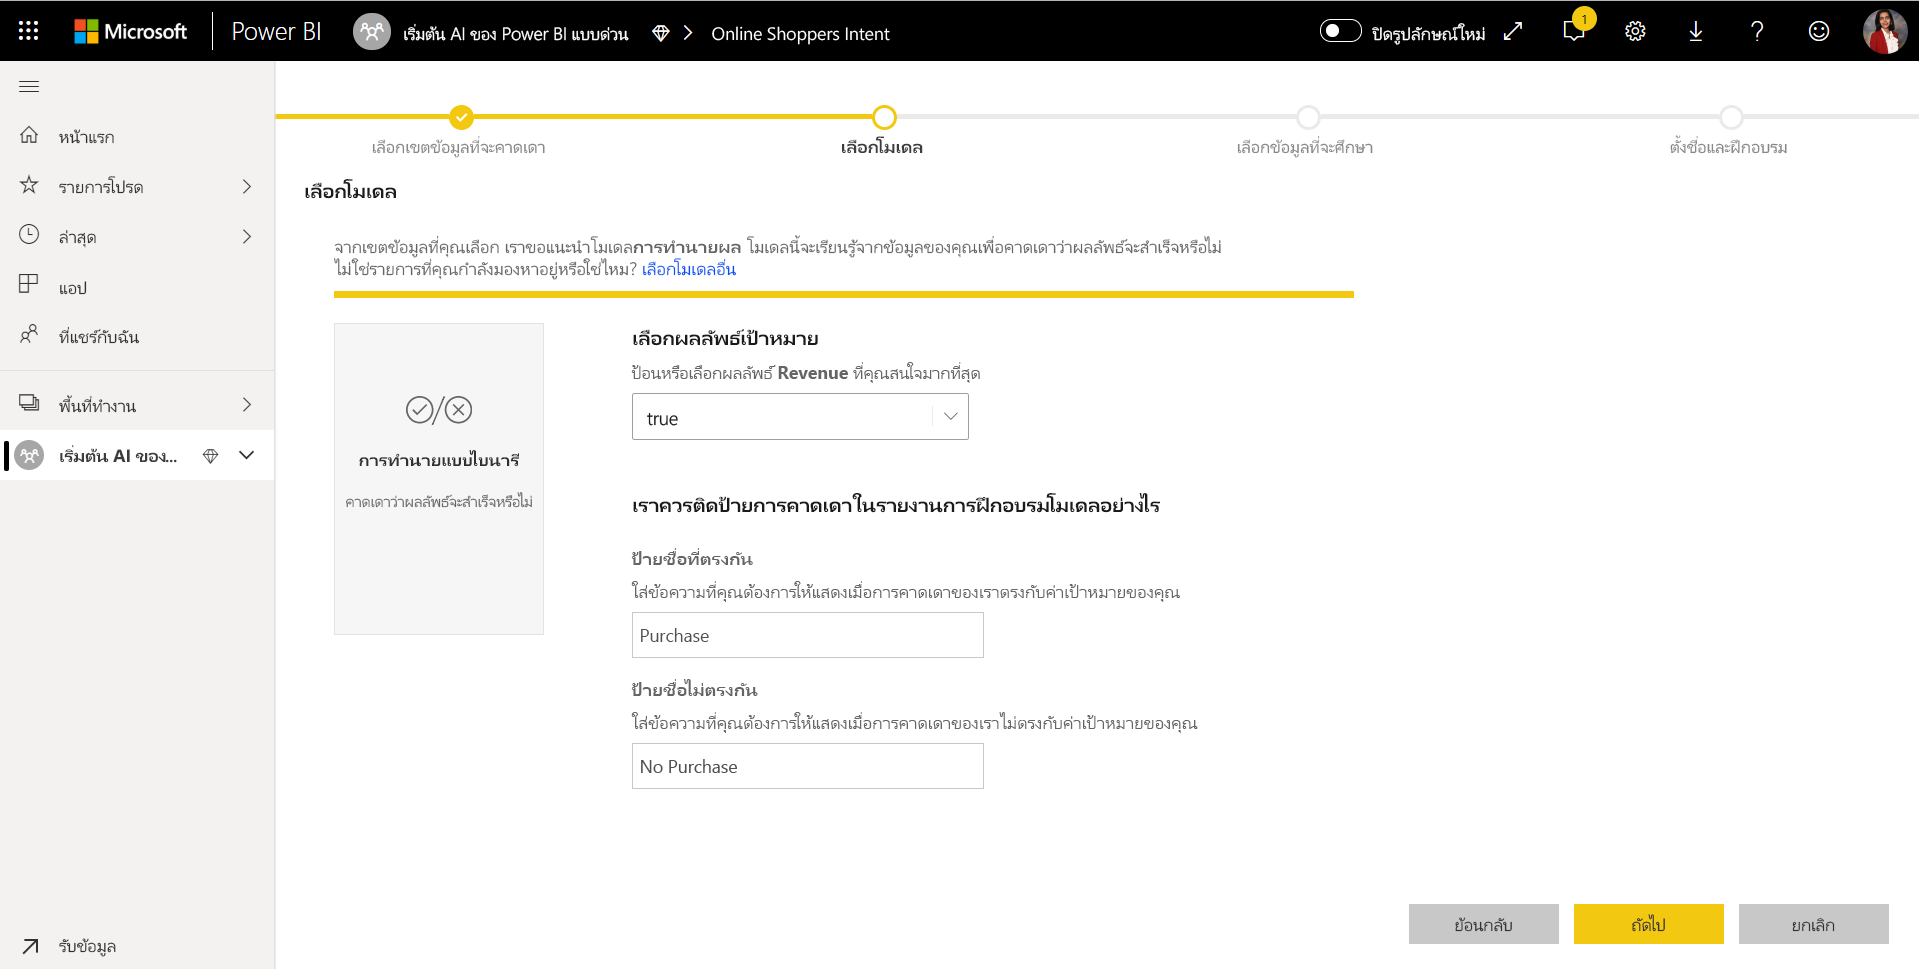 Microsoft
Power BI
เริ่มต้น AI ของ Power BI แบบด่วน
Online Shoppers Intent
ปิดรูปลักษณ์ใหม่
1
หน้าแรก
รายการโปรด
ล่าสุด
แอป
ที่แชร์กับฉัน
พื้นที่ทำงาน
เริ่มต้น AI ของ...
รับข้อมูล
เลือกเขตข้อมูลที่จะคาดเดา
เลือกโมเดล
เลือกข้อมูลที่จะศึกษา
ตั้งชื่อและฝึกอบรม
เลือกโมเดล
จากเขตข้อมูลที่คุณเลือก เราขอแนะนำโมเดลการทำนายผล โมเดลนี้จะเรียนรู้จากข้อมูลของคุณเพื่อคาดเดาว่าผลลัพธ์จะสำเร็จหรือไม่
ไม่ใช่รายการที่คุณกำลังมองหาอยู่หรือใช่ไหม? เลือกโมเดลอื่น
การทำนายแบบไบนารี
คาดเดาว่าผลลัพธ์จะสำเร็จหรือไม่
เลือกผลลัพธ์เป้าหมาย
ป้อนหรือเลือกผลลัพธ์ Revenue ที่คุณสนใจมากที่สุด
true
เราควรติดป้ายการคาดเดาในรายงานการฝึกอบรมโมเดลอย่างไร
ป้ายชื่อที่ตรงกัน
ใส่ข้อความที่คุณต้องการให้แสดงเมื่อการคาดเดาของเราตรงกับค่าเป้าหมายของคุณ
Purchase
ป้ายชื่อไม่ตรงกัน
ใส่ข้อความที่คุณต้องการให้แสดงเมื่อการคาดเดาของเราไม่ตรงกับค่าเป้าหมายของคุณ
No Purchase
ย้อนกลับ
ถัดไป
ยกเลิก